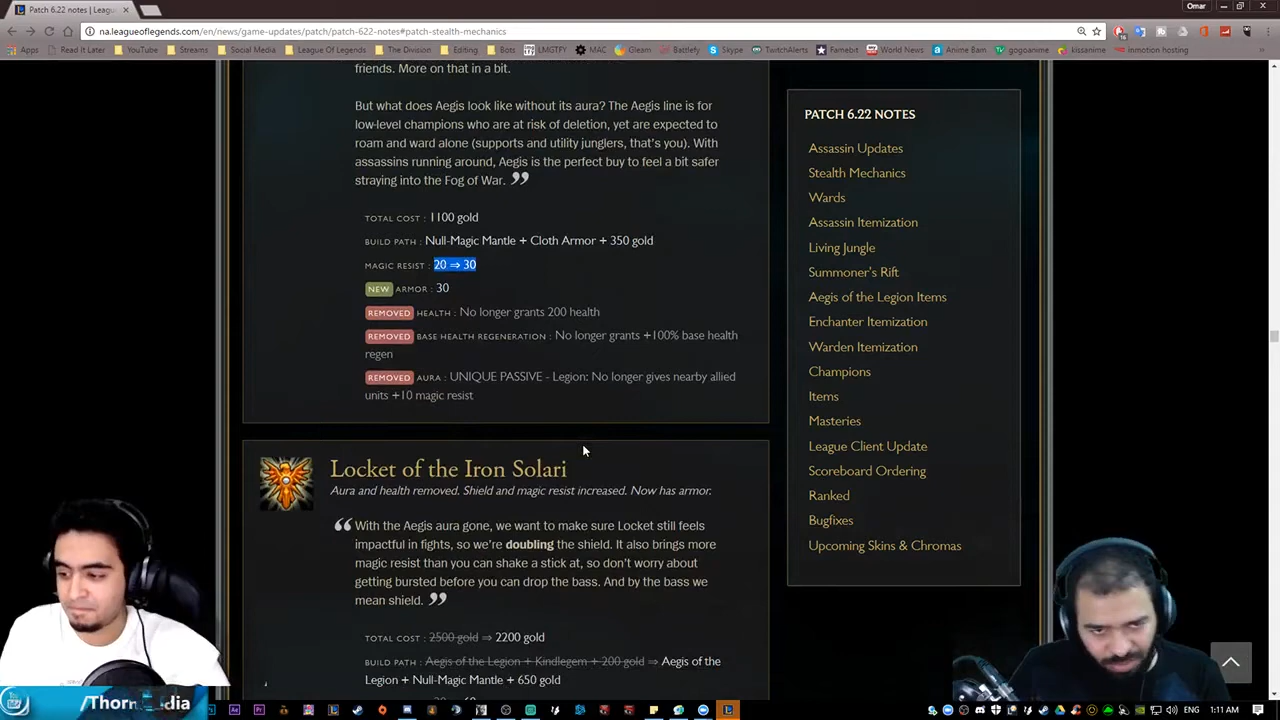 Patch 6.22 notes | Leagu
Omar
na.leagueoflegends.com/en/news/game-updates/patch/patch-622-notes#patch-stealth-mechanics
Apps Read it Later YouTube Streams Social Media League Of Legends The Division Editing Bots LMGTFY MAC Gleam Battlefy Skype TwitchAlerts Famebit World News Anime Bam gogoanime kissanime inmotion hosting
friends. More on that in a bit.
But what does Aegis look like without its aura? The Aegis line is for
low-level champions who are at risk of deletion, yet are expected to
roam and ward alone (supports and utility junglers, that's you). With
assassins running around, Aegis is the perfect buy to feel a bit safer
straying into the Fog of War. ”
TOTAL COST : 1100 gold
BUILD PATH : Null-Magic Mantle + Cloth Armor + 350 gold
MAGIC RESIST : 20 ⇒ 30
NEW ARMOR : 30
REMOVED HEALTH : No longer grants 200 health
REMOVED BASE HEALTH REGENERATION : No longer grants +100% base health
regen
REMOVED AURA : UNIQUE PASSIVE - Legion: No longer gives nearby allied
units +10 magic resist
Locket of the Iron Solari
Aura and health removed. Shield and magic resist increased. Now has armor.
“ With the Aegis aura gone, we want to make sure Locket still feels
impactful in fights, so we're doubling the shield. It also brings more
magic resist than you can shake a stick at, so don't worry about
getting bursted before you can drop the bass. And by the bass we
mean shield. ”
TOTAL COST : 2500 gold ⇒ 2200 gold
BUILD PATH : Aegis of the Legion + Kindlegem + 200 gold ⇒ Aegis of the
Legion + Null-Magic Mantle + 650 gold
PATCH 6.22 NOTES
Assassin Updates
Stealth Mechanics
Wards
Assassin Itemization
Living Jungle
Summoner's Rift
Aegis of the Legion Items
Enchanter Itemization
Warden Itemization
Champions
Items
Masteries
League Client Update
Scoreboard Ordering
Ranked
Bugfixes
Upcoming Skins & Chromas
1:11 AM